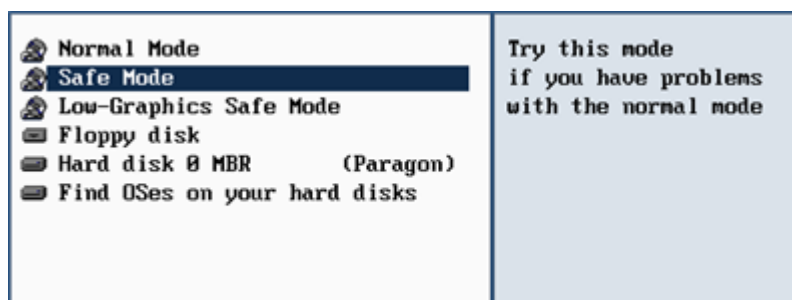 Normal Mode
Safe Mode
Low-Graphics Safe Mode
Floppy disk
Hard disk 0 MBR (Paragon)
Find OSes on your hard disks
Try this mode
if you have problems
with the normal mode